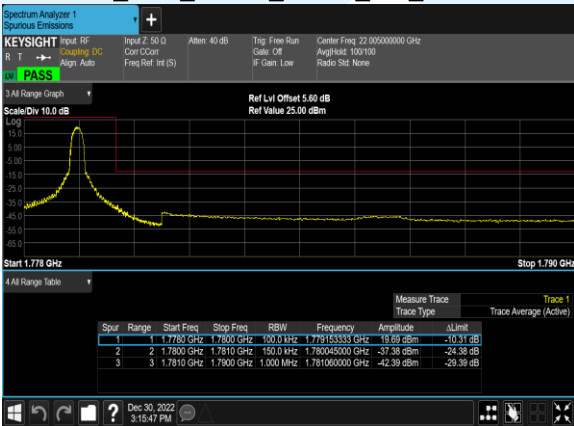 Spectrum Analyzer 1
Spurious Emissions
+
KEYSIGHT
R T
LXI PASS
Input: RF
Coupling: DC
Align: Auto
Input Z: 50 Ω
Corr CCorr
Freq Ref: Int (S)
Atten: 40 dB
Trig: Free Run
Gate: Off
IF Gain: Low
Center Freq: 22.005000000 GHz
Avg|Hold: 100/100
Radio Std: None
3 All Range Graph
Scale/Div 10.0 dB
Ref Lvl Offset 5.60 dB
Ref Value 25.00 dBm
Log
15.0
5.00
-5.00
-15.0
-25.0
-35.0
-45.0
-55.0
-65.0
Start 1.778 GHz
Stop 1.790 GHz
4 All Range Table
Measure Trace Trace 1
Trace Type Trace Average (Active)
Spur Range Start Freq Stop Freq RBW Frequency Amplitude ΔLimit
1 1 1.7780 GHz 1.7800 GHz 100.0 kHz 1.779153333 GHz 19.69 dBm -10.31 dB
2 2 1.7800 GHz 1.7810 GHz 150.0 kHz 1.780045000 GHz -37.38 dBm -24.38 dB
3 3 1.7810 GHz 1.7900 GHz 1.000 MHz 1.781060000 GHz -42.39 dBm -29.39 dB
?
Dec 30, 2022
3:15:47 PM